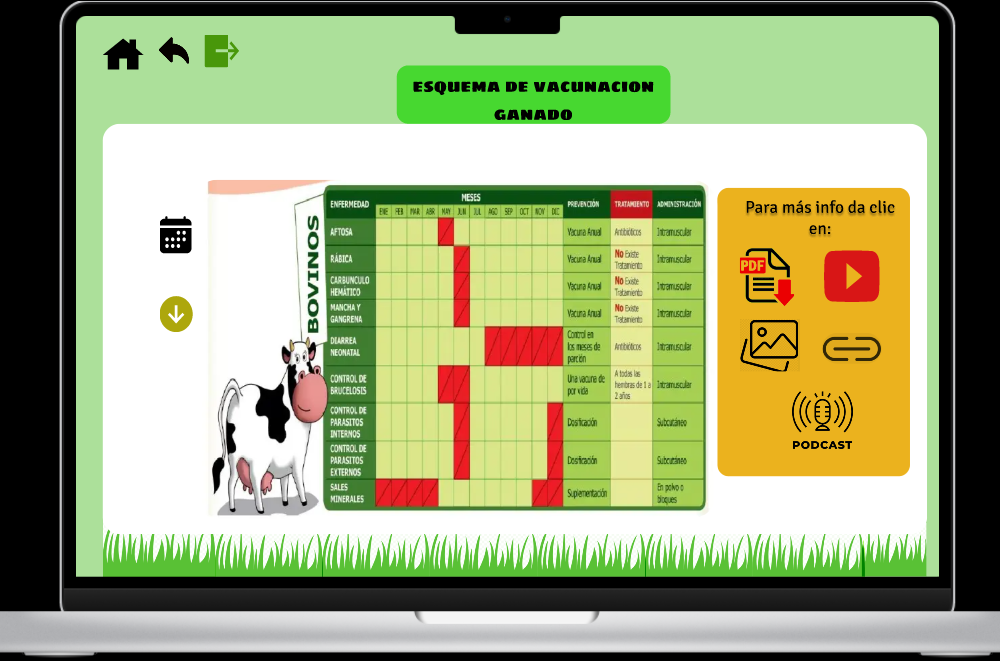 ESQUEMA DE VACUNACION
GANADO
BOVINOS
ENFERMEDAD
MESES
ENE FEB MAR ABR MAY JUN JUL AGO SEP OCT NOV DIC
PREVENCIÓN
TRATAMIENTO
ADMINISTRACIÓN
AFTOSA
Vacuna Anual
Antibióticos
Intramuscular
RÁBICA
Vacuna Anual
No Existe
Tratamiento
Intramuscular
CARBUNCULO
HEMÁTICO
Vacuna Anual
No Existe
Tratamiento
Intramuscular
MANCHA Y
GANGRENA
Vacuna Anual
No Existe
Tratamiento
Intramuscular
DIARREA
NEONATAL
Control en
los meses de
parción
Antibióticos
Intramuscular
CONTROL DE
BRUCELOSIS
Una vacuna de
por vida
A todas las
hembras de 1 a
2 años
Intramuscular
CONTROL DE
PARASITOS
INTERNOS
Dosificación
Subcutáneo
CONTROL DE
PARASITOS
EXTERNOS
Dosificación
Subcutáneo
SALES
MINERALES
Suplementación
En polvo o
bloques
Para más info da clic
en:
PDF
PODCAST